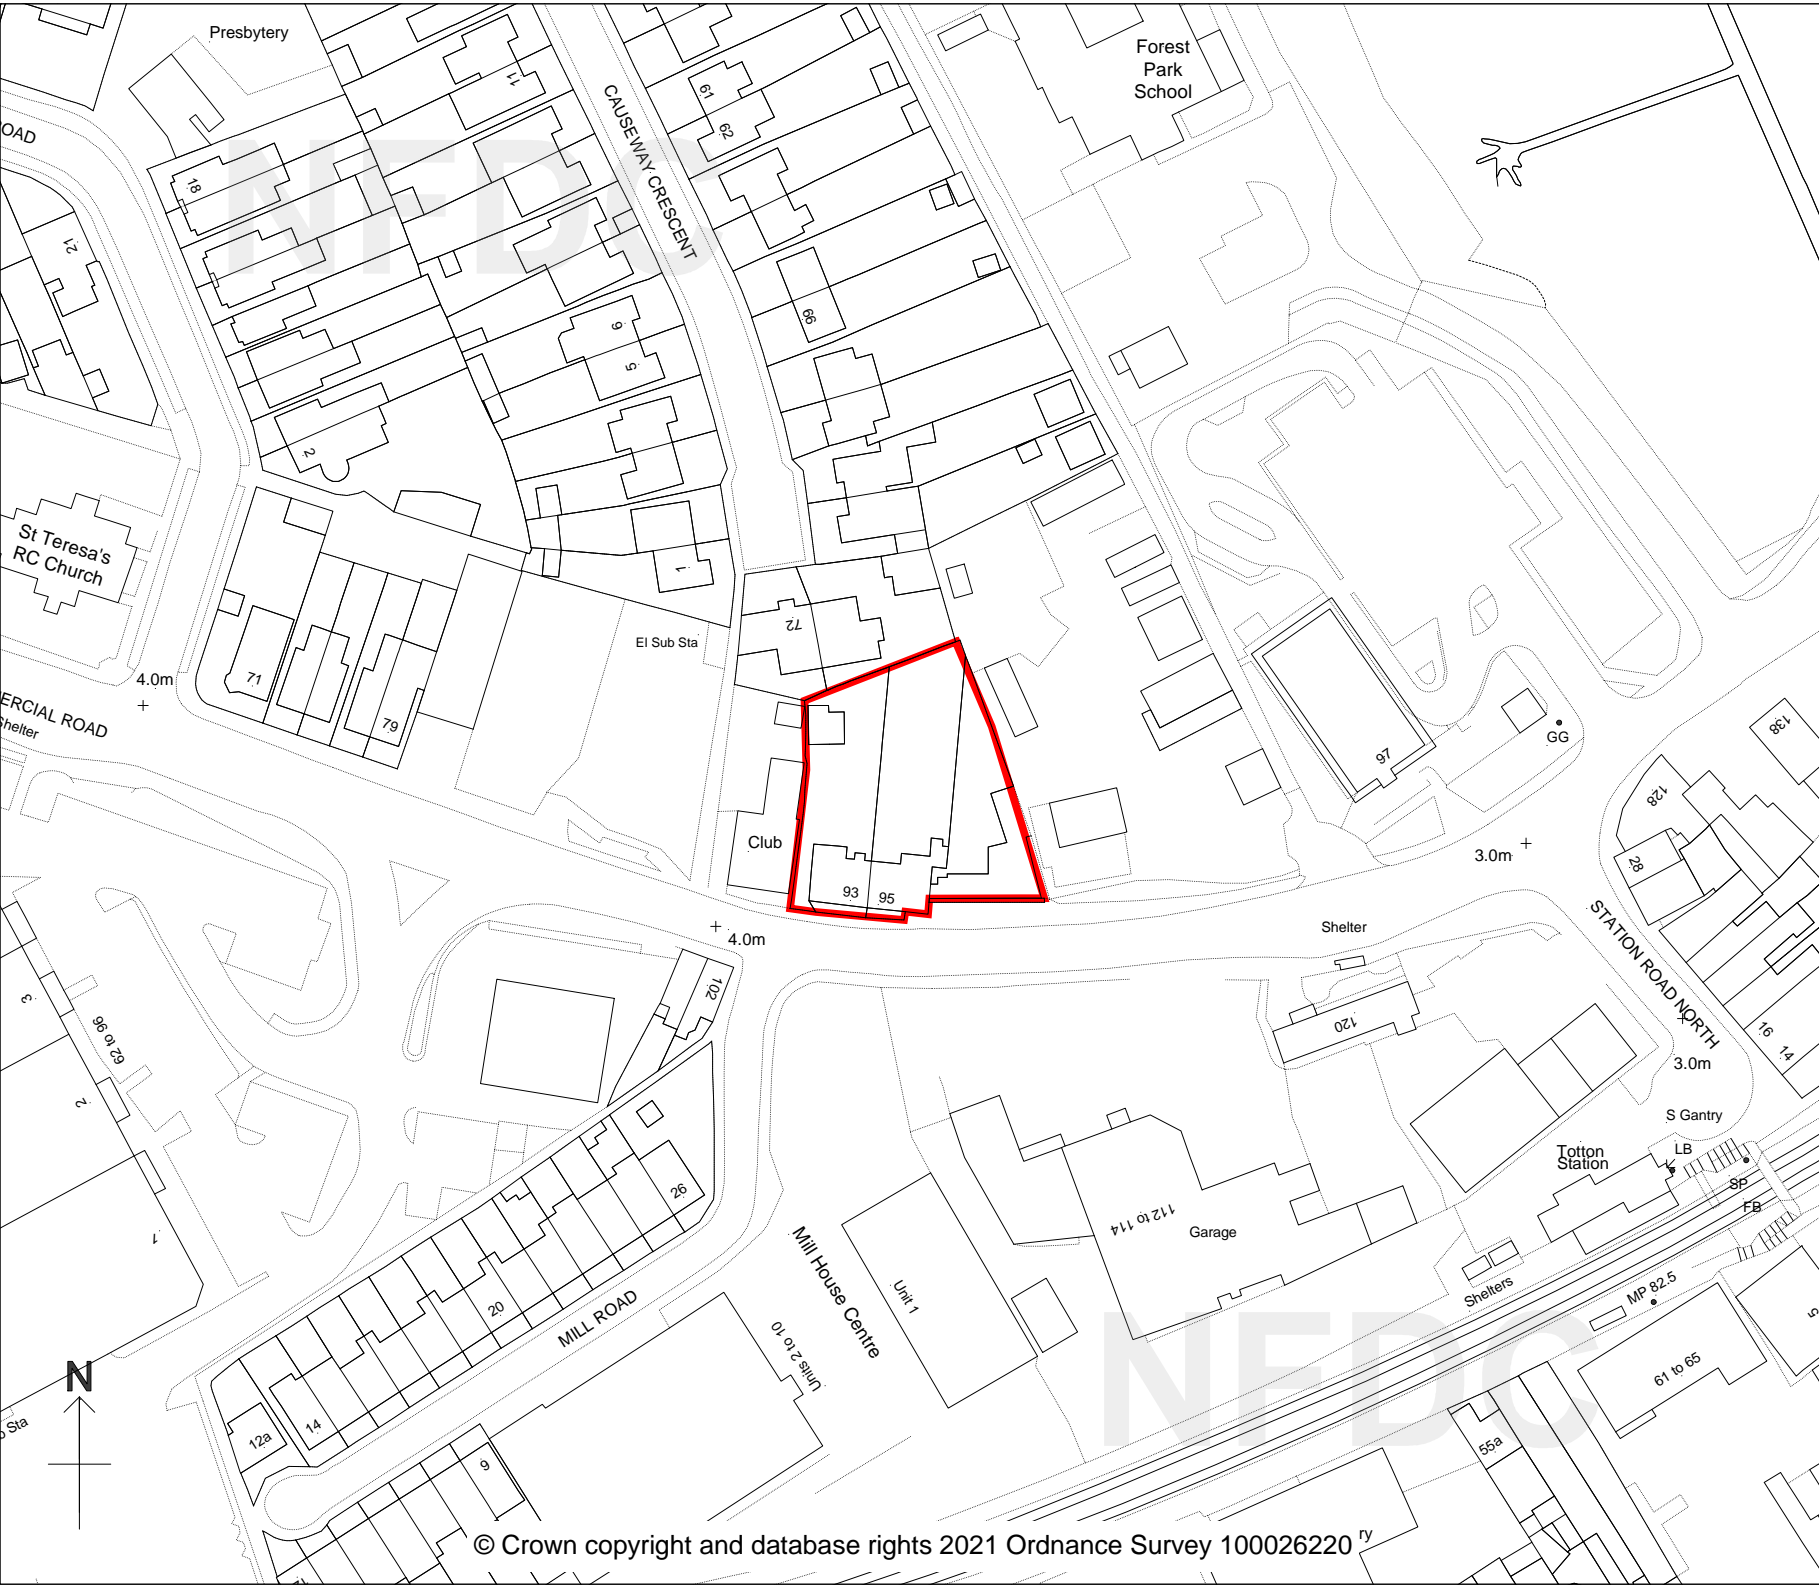 Presbytery
Forest
Park
School
11
61
62
CAUSEWAY CRESCENT
OAD
NFDC
18
21
66
6
5
2
St Teresa's
RC Church
1
72
El Sub Sta
71
79
4.0m
ERCIAL ROAD
Shelter
138
GG
97
128
28
3.0m
Club
93
95
4.0m
Shelter
STATION ROAD NORTH
102
120
16
14
3.0m
3
62 to 96
2
1
S Gantry
LB
Totton
Station
SP
FB
26
112 to 114
Garage
Mill House Centre
Unit 1
Shelters
MP 82.5
20
MILL ROAD
Units 2 to 10
NFDC
5
61 to 65
N
14
12a
9
Sta
55a
© Crown copyright and database rights 2021 Ordnance Survey 100026220
ry